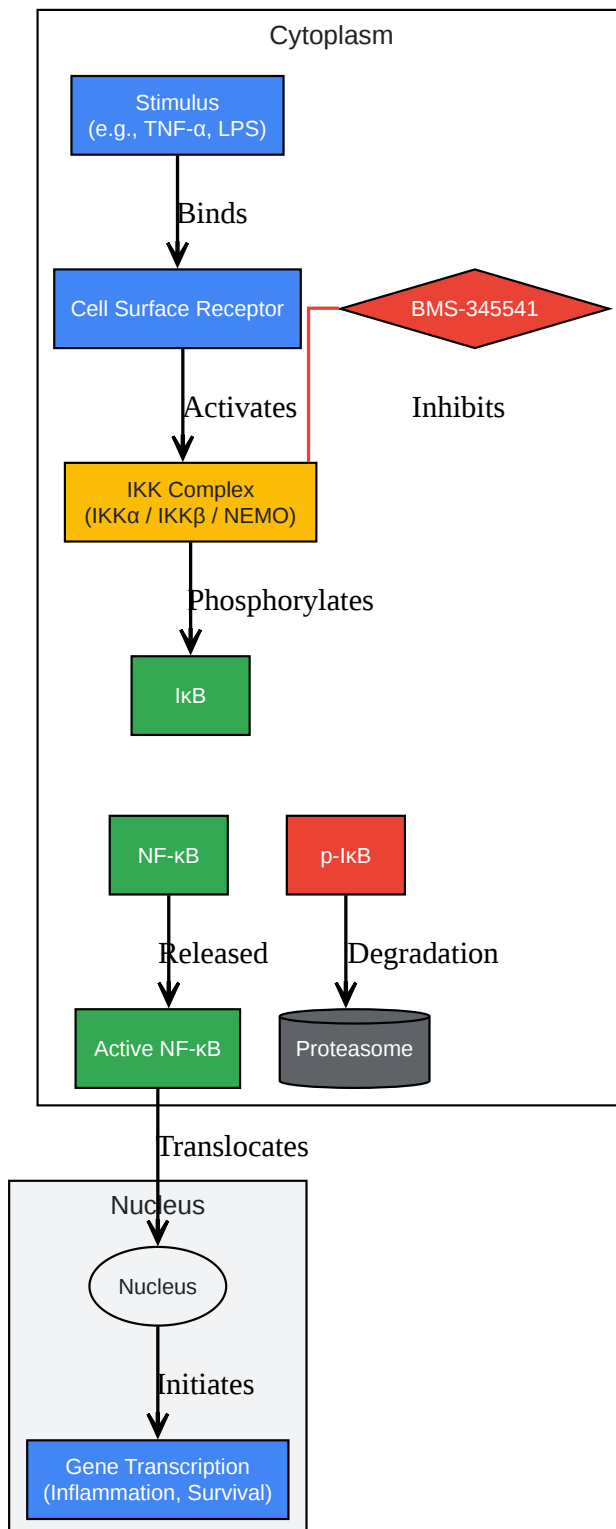 Cytoplasm
Stimulus
(e.g., TNF-α, LPS)
Binds
Cell Surface Receptor
BMS-345541
Activates
Inhibits
IKK Complex
(IKKα / IKKβ / NEMO)
Phosphorylates
IκB
NF-κB
p-IκB
Released
Degradation
Active NF-κB
Proteasome
Translocates
Nucleus
Nucleus
Initiates
Gene Transcription
(Inflammation, Survival)